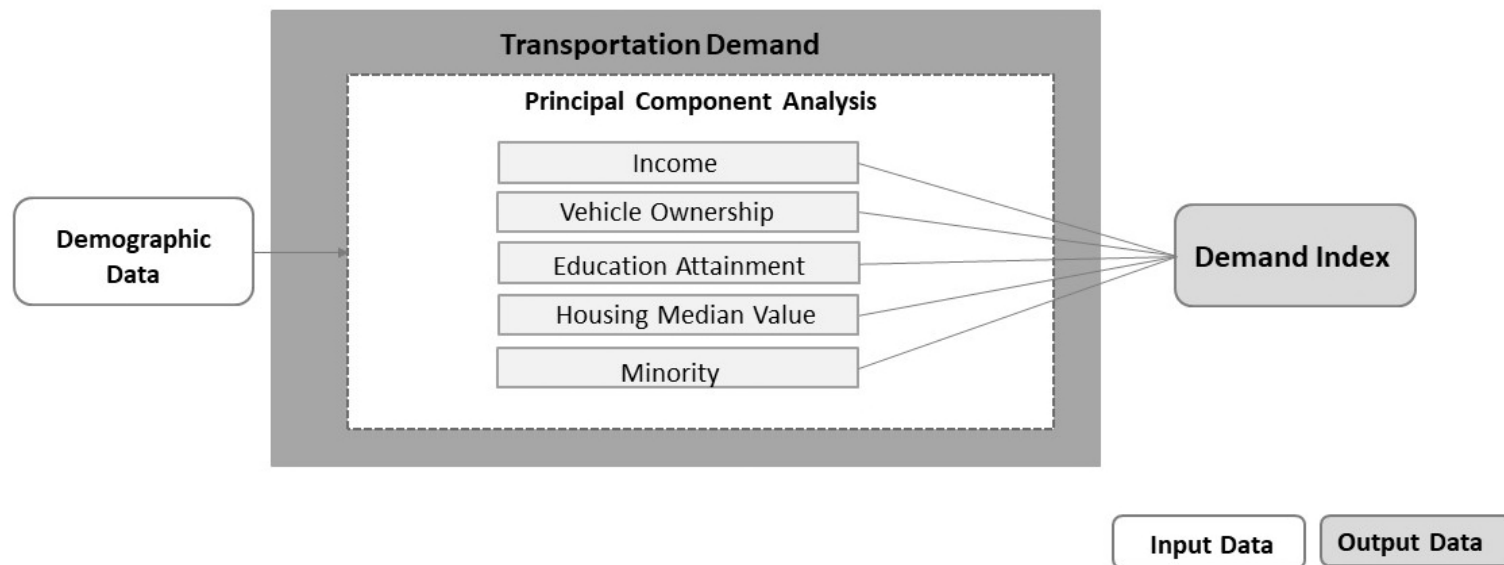 Transportation Demand
Principal Component Analysis
Income
Vehicle Ownership
Education Attainment
Housing Median Value
Minority
Demographic
Data
Demand Index
Input Data
Output Data